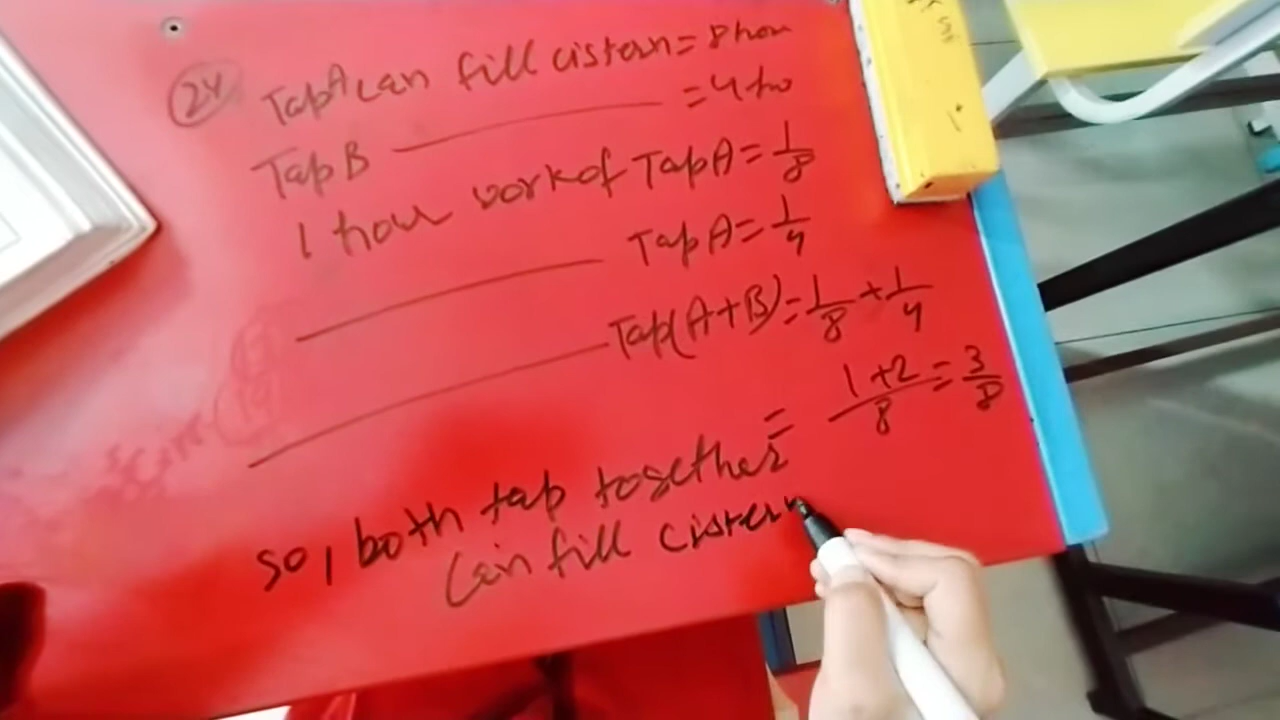 24
Tap A can fill cistern = 8 hou
Tap B ——— = 4 ho
1 hour work of Tap A = 1/8
——— Tap A = 1/4
——— Tap (A+B) = 1/8 + 1/4
= 1+2/8 = 3/8
so, both tap together
Can fill cistern